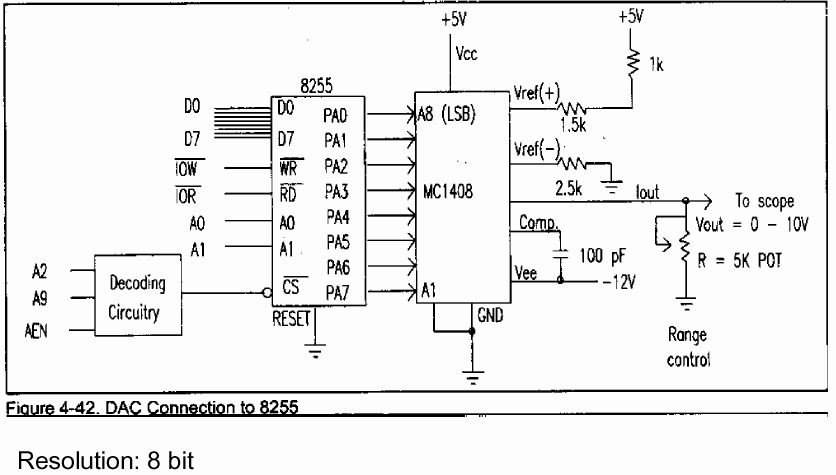 +5V
+5V
Vcc
1k
8255
Vref(+)
D0
D0
PA0
A8 (LSB)
1.5k
D7
D7
PA1
Vref(-)
IOW
WR
PA2
IOR
RD
PA3
MC1408
2.5k
Iout
To scope
A0
A0
PA4
Comp.
Vout = 0 - 10V
A1
A1
PA5
100 pF
R = 5K POT
A2
Decoding
Circuitry
PA6
Vee
-12V
A9
CS
PA7
A1
AEN
RESET
GND
Range
control
Figure 4-42. DAC Connection to 8255
Resolution: 8 bit